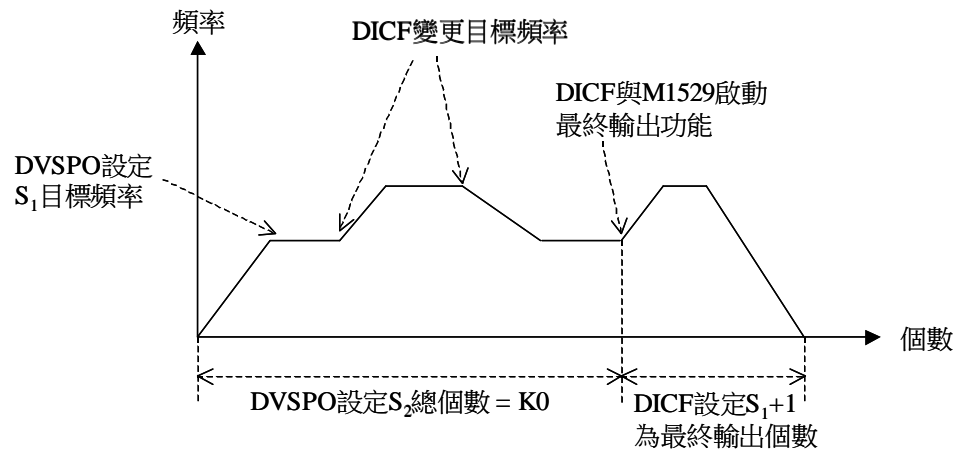 頻率
DICF變更目標頻率
DICF與M1529啟動
最終輸出功能
DVSPO設定
S₁目標頻率
個數
DVSPO設定S₂總個數 = K0
DICF設定S₁+1
為最終輸出個數